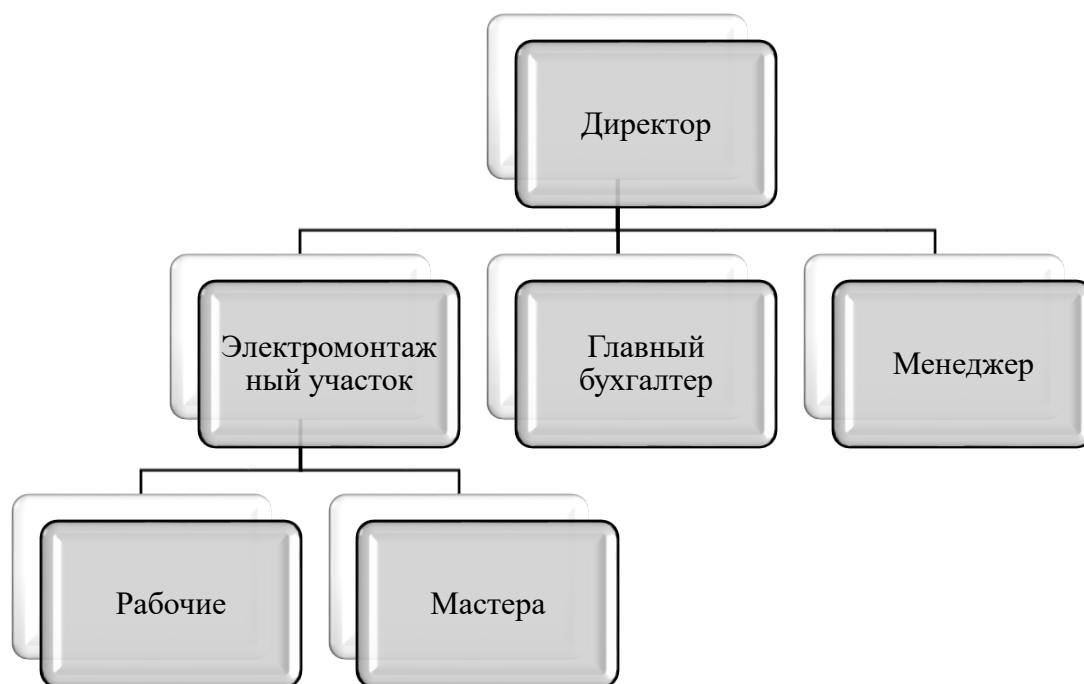 Директор
Электромонтаж
ный участок
Главный
бухгалтер
Менеджер
Рабочие
Мастера